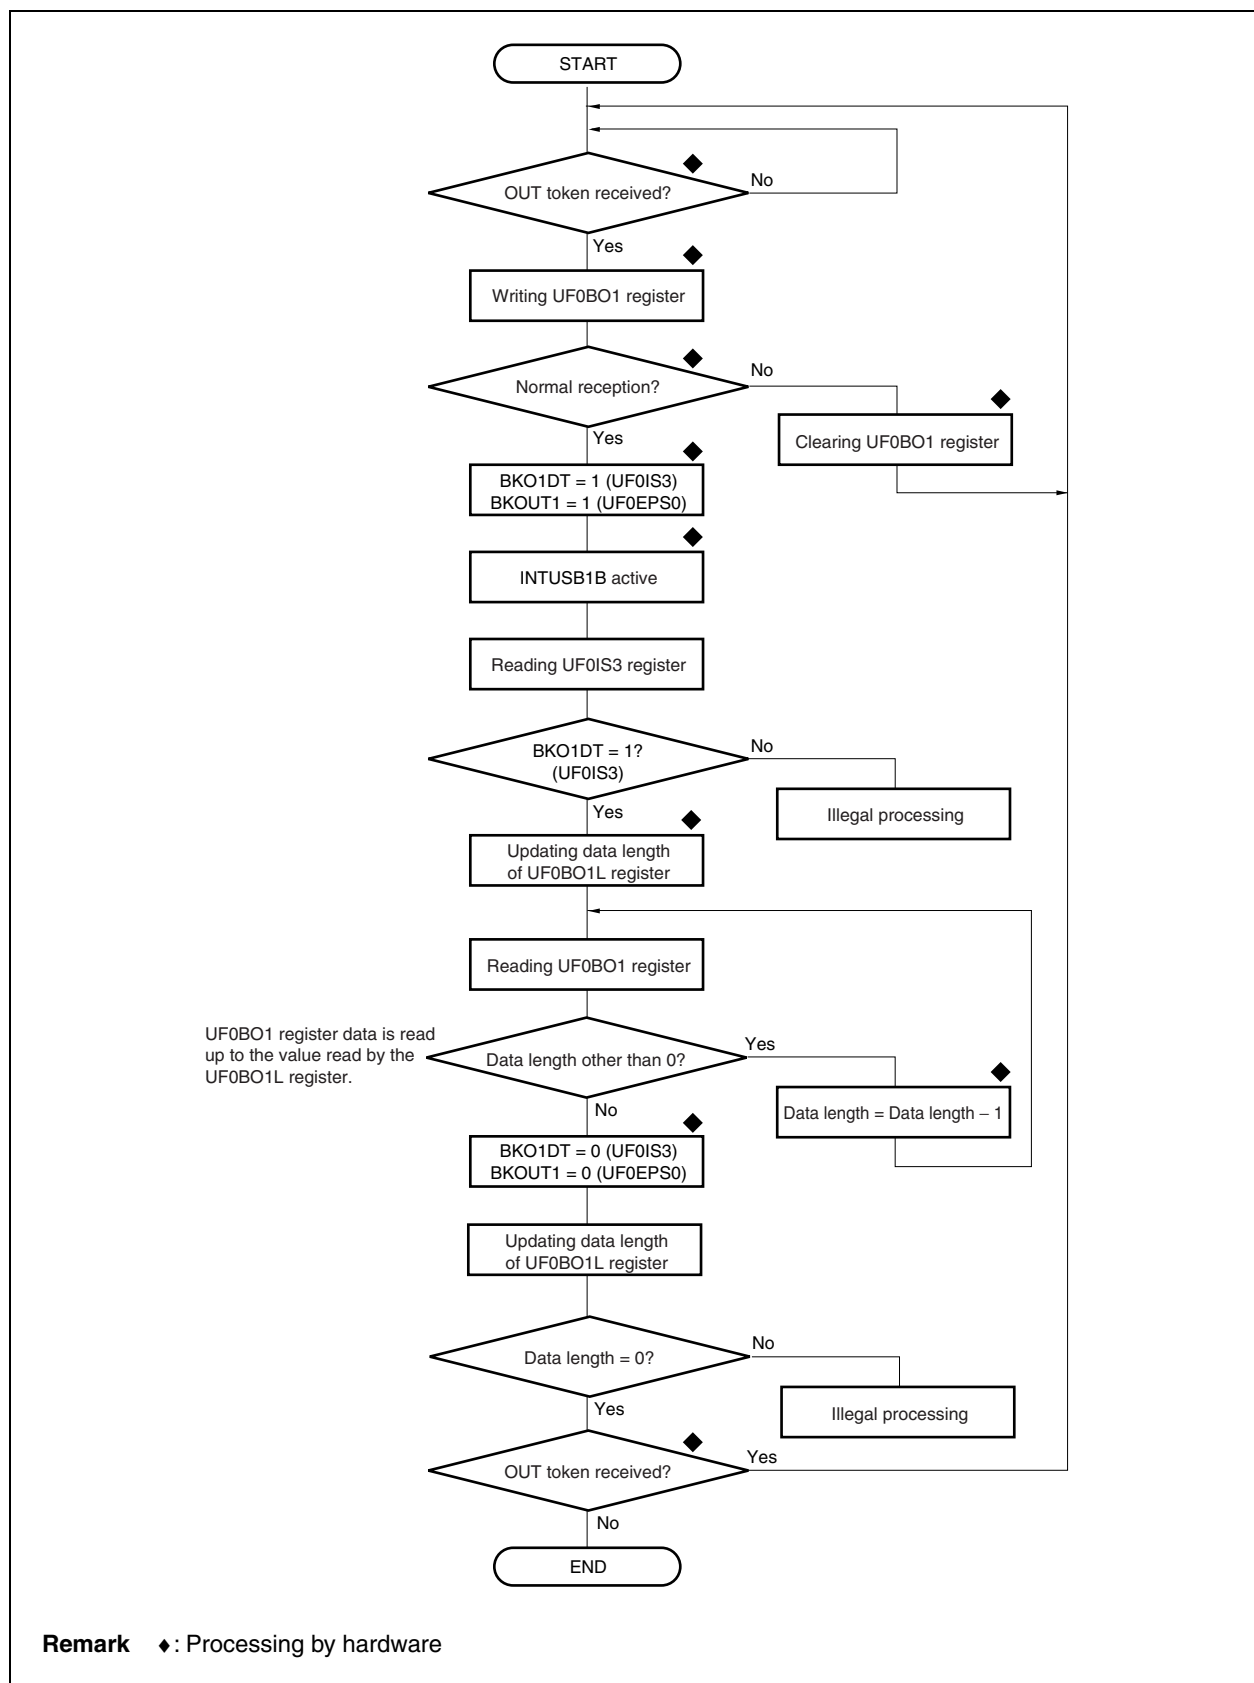 START
OUT token received?
No
Yes
Writing UF0BO1 register
Normal reception?
No
Clearing UF0BO1 register
Yes
BKO1DT = 1 (UF0IS3)
BKOUT1 = 1 (UF0EPS0)
INTUSB1B active
Reading UF0IS3 register
BKO1DT = 1?
(UF0IS3)
No
Illegal processing
Yes
Updating data length
of UF0BO1L register
Reading UF0BO1 register
UF0BO1 register data is read
up to the value read by the
UF0BO1L register.
Data length other than 0?
Yes
Data length = Data length − 1
No
BKO1DT = 0 (UF0IS3)
BKOUT1 = 0 (UF0EPS0)
Updating data length
of UF0BO1L register
Data length = 0?
No
Illegal processing
Yes
OUT token received?
Yes
No
END
Remark ♦: Processing by hardware